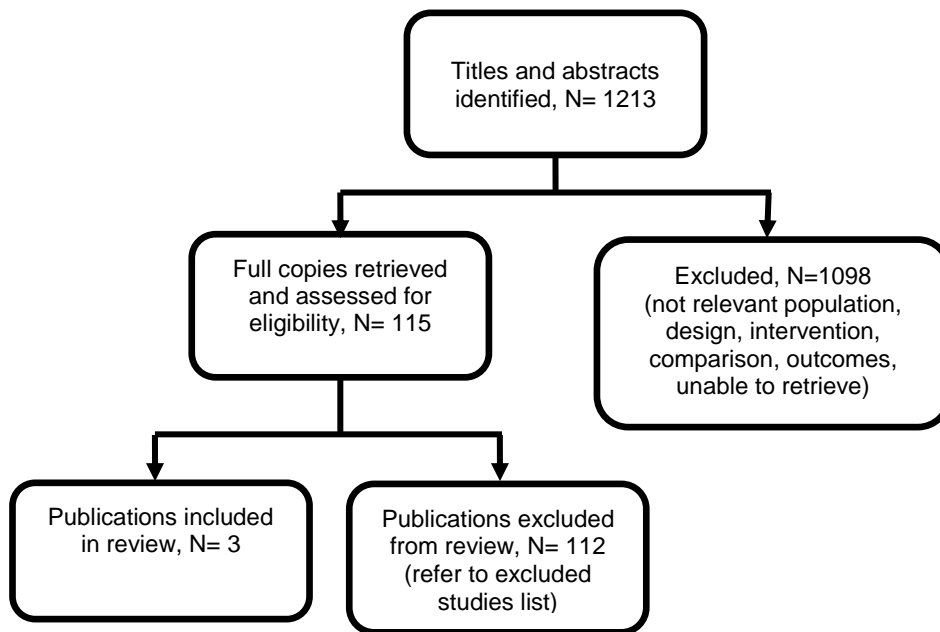 Titles and abstracts
identified, N= 1213
Full copies retrieved
and assessed for
eligibility, N= 115
Excluded, N=1098
(not relevant population,
design, intervention,
comparison, outcomes,
unable to retrieve)
Publications included
in review, N= 3
Publications excluded
from review, N= 112
(refer to excluded
studies list)